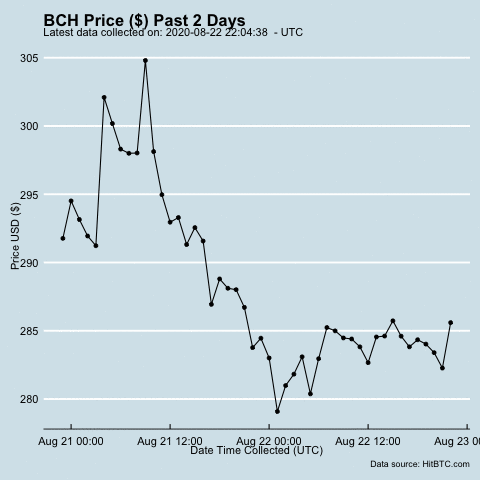 BCH Price ($) Past 2 Days
Latest data collected on: 2020-08-22 22:04:38 - UTC
305
300
295
290
285
280
Price USD ($)
Aug 21 00:00 Aug 21 12:00 Aug 22 00:00 Aug 22 12:00 Aug 23 0
Date Time Collected (UTC)
Data source: HitBTC.com